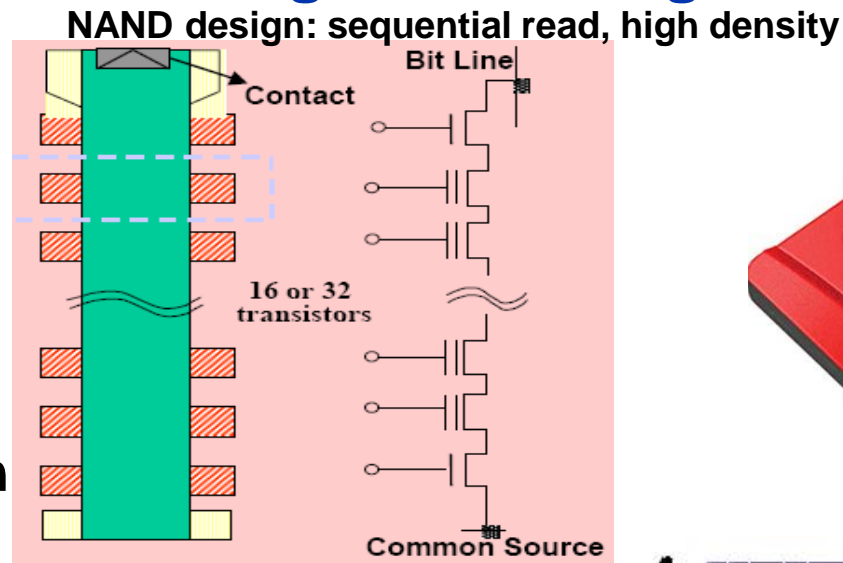 NAND design: sequential read, high density
Bit Line
Contact
16 or 32
transistors
Common Source